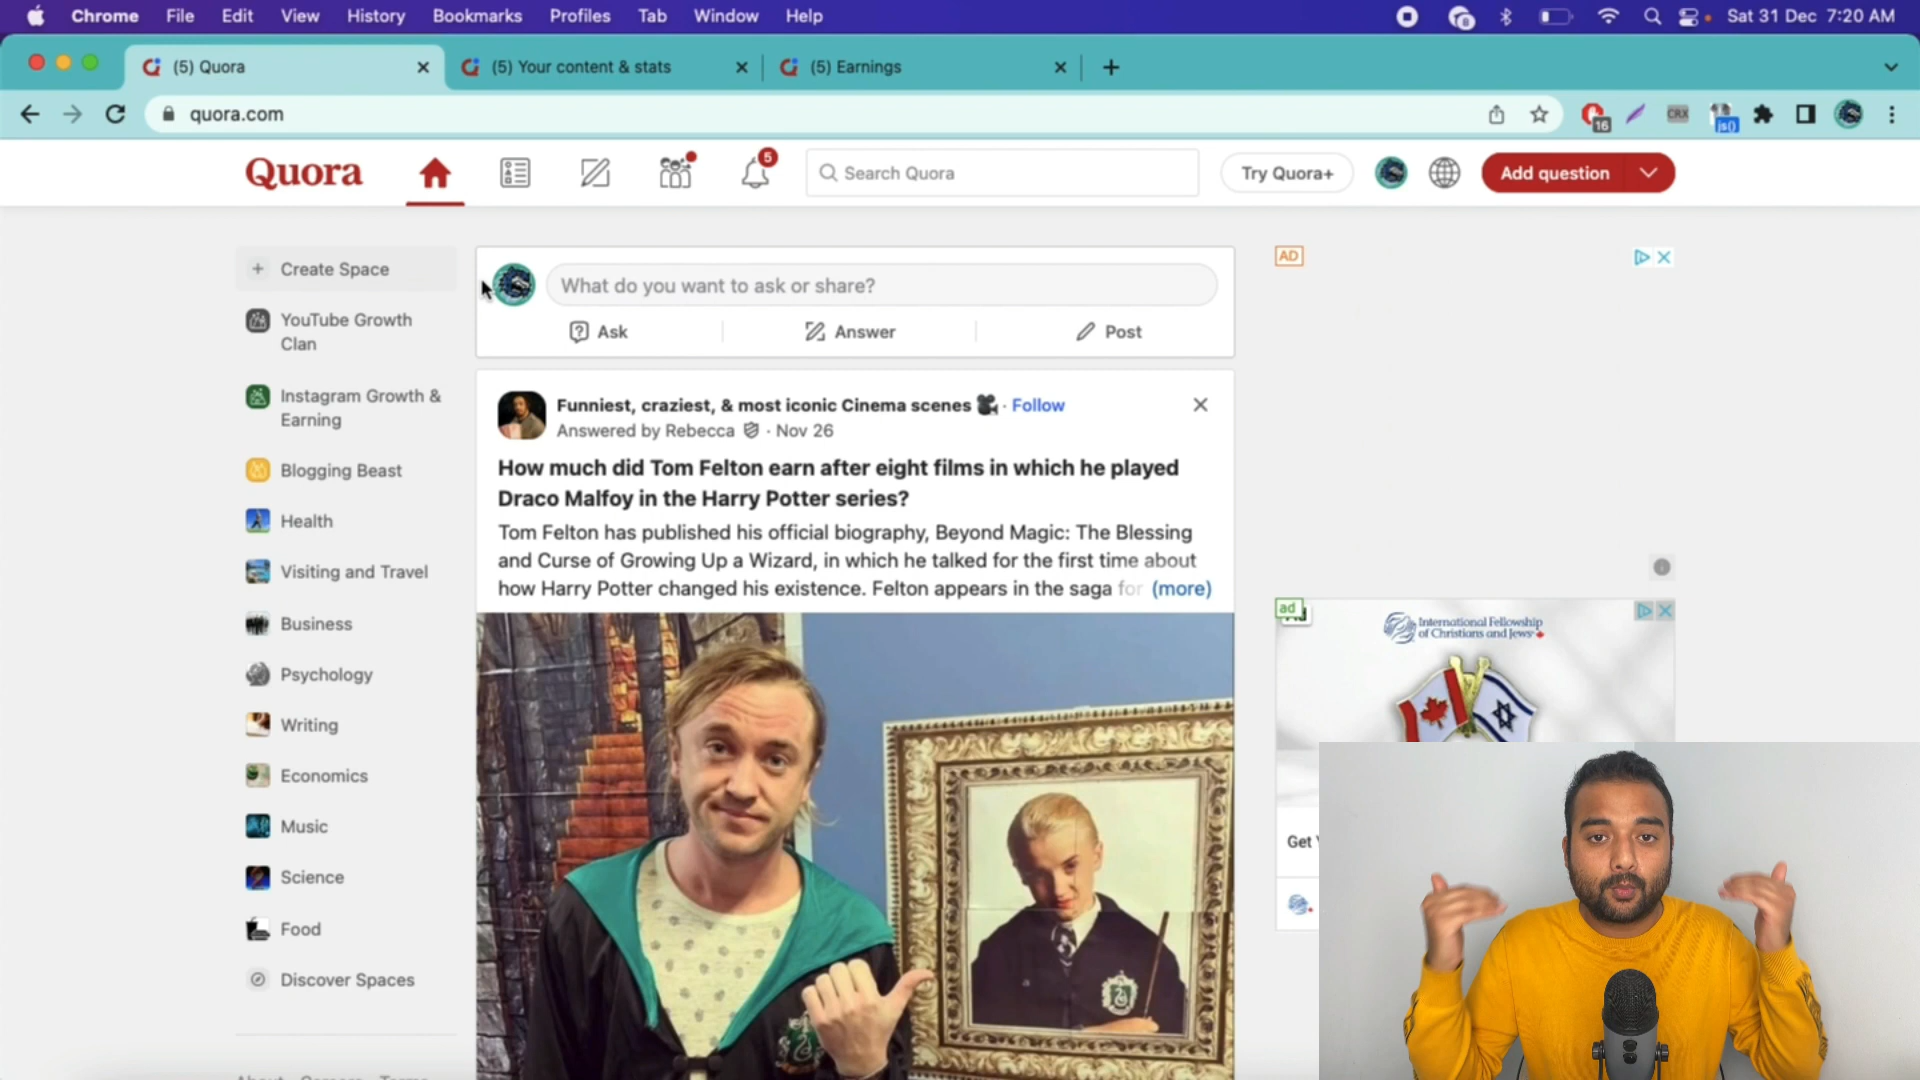 Chrome File Edit View History Bookmarks Profiles Tab Window Help
Sat 31 Dec 7:20 AM
(5) Quora
(5) Your content & stats
(5) Earnings
quora.com
16
CRX
js()
Quora
5
Search Quora
Try Quora+
Add question
Create Space
YouTube Growth
Clan
Instagram Growth &
Earning
Blogging Beast
Health
Visiting and Travel
Business
Psychology
Writing
Economics
Music
Science
Food
Discover Spaces
What do you want to ask or share?
Ask
Answer
Post
Funniest, craziest, & most iconic Cinema scenes 🎥 · Follow
Answered by Rebecca · Nov 26
How much did Tom Felton earn after eight films in which he played
Draco Malfoy in the Harry Potter series?
Tom Felton has published his official biography, Beyond Magic: The Blessing
and Curse of Growing Up a Wizard, in which he talked for the first time about
how Harry Potter changed his existence. Felton appears in the saga for (more)
AD
ad
International Fellowship
of Christians and Jews
Get